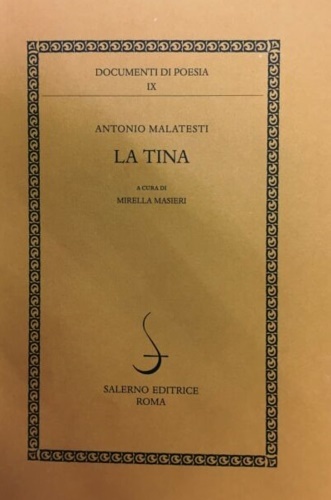 DOCUMENTI DI POESIA
IX
ANTONIO MALATESTI
LA TINA
A CURA DI
MIRELLA MASIERI
SALERNO EDITRICE
ROMA